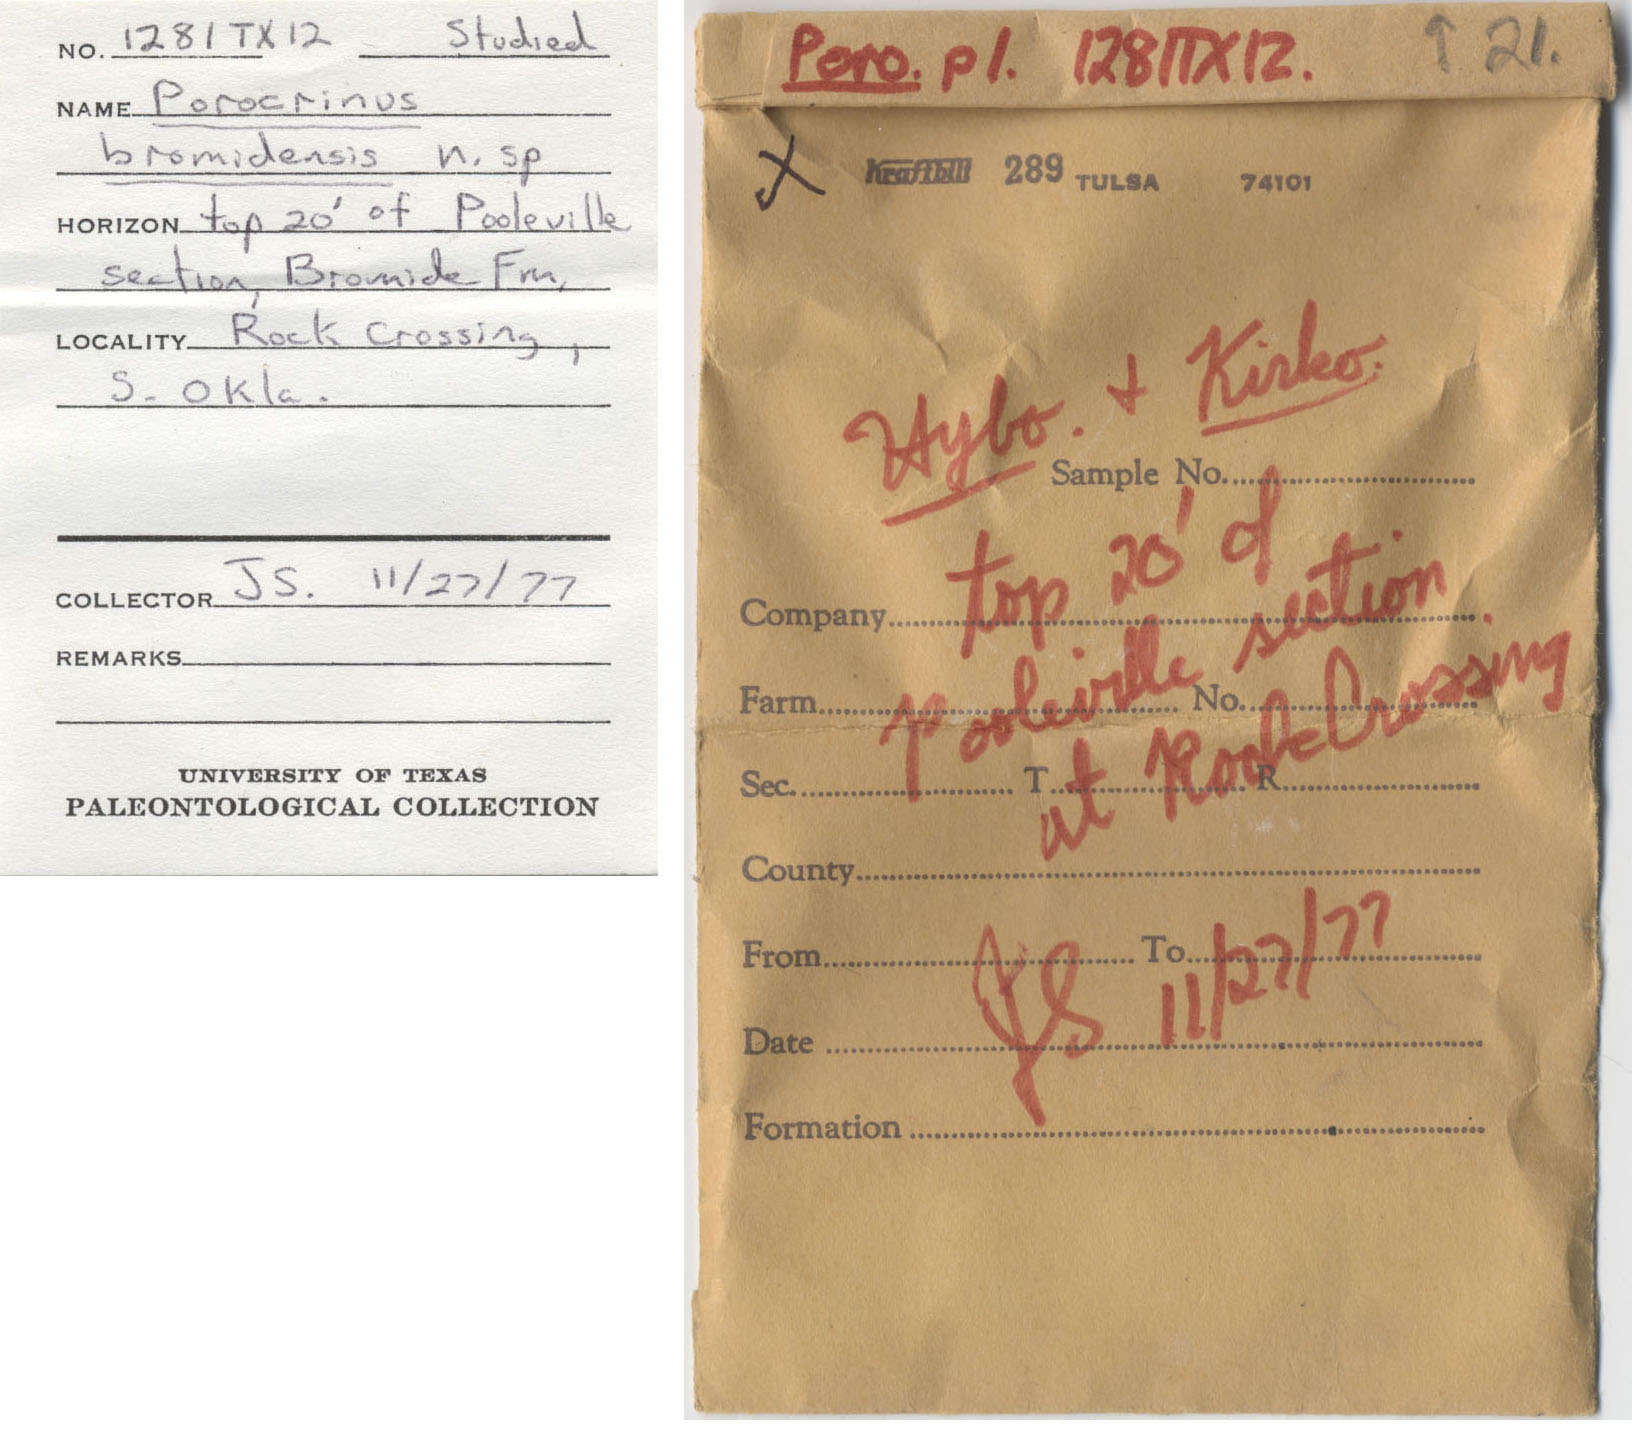 NO. 1281TX12 Studied
NAME Porocrinus
bromidensis n. sp
HORIZON top 20' of Pooleville
section, Bromide Frm,
LOCALITY Rock Crossing,
S. Okla.
COLLECTOR JS. 11/27/77
REMARKS
UNIVERSITY OF TEXAS
PALEONTOLOGICAL COLLECTION
Poro. pl. 1281TX12. ↑ 21.
X Kraftbilt 289 TULSA 74101
Hybo. + Kirko.
Sample No.
top 20' of
Company
Pooleville section
Farm No.
at Rock Crossing
Sec. T R
County
From To
JS 11/27/77
Date
Formation